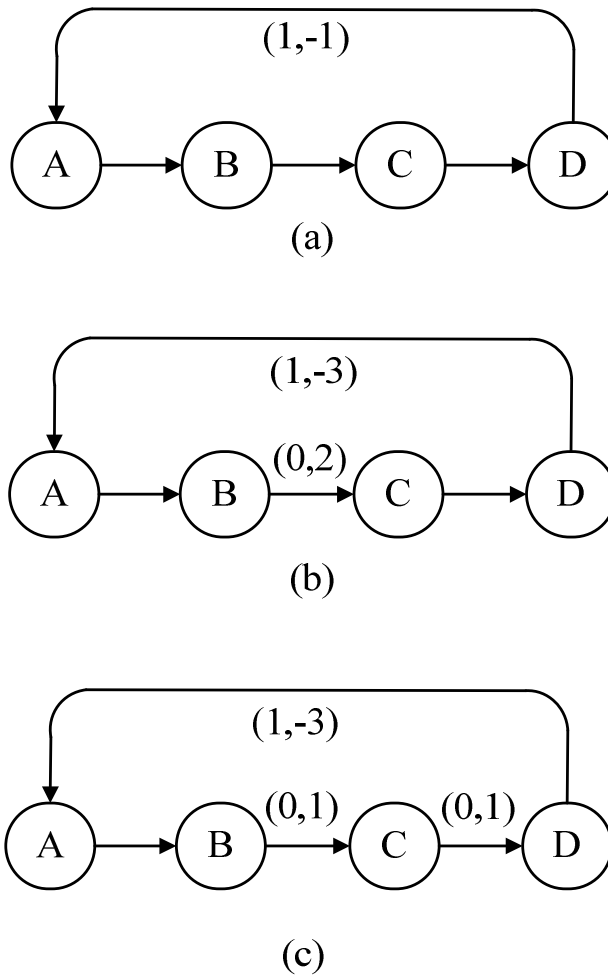 (1,-1)
A B C D
(a)
(1,-3)
(0,2)
A B C D
(b)
(1,-3)
(0,1) (0,1)
A B C D
(c)